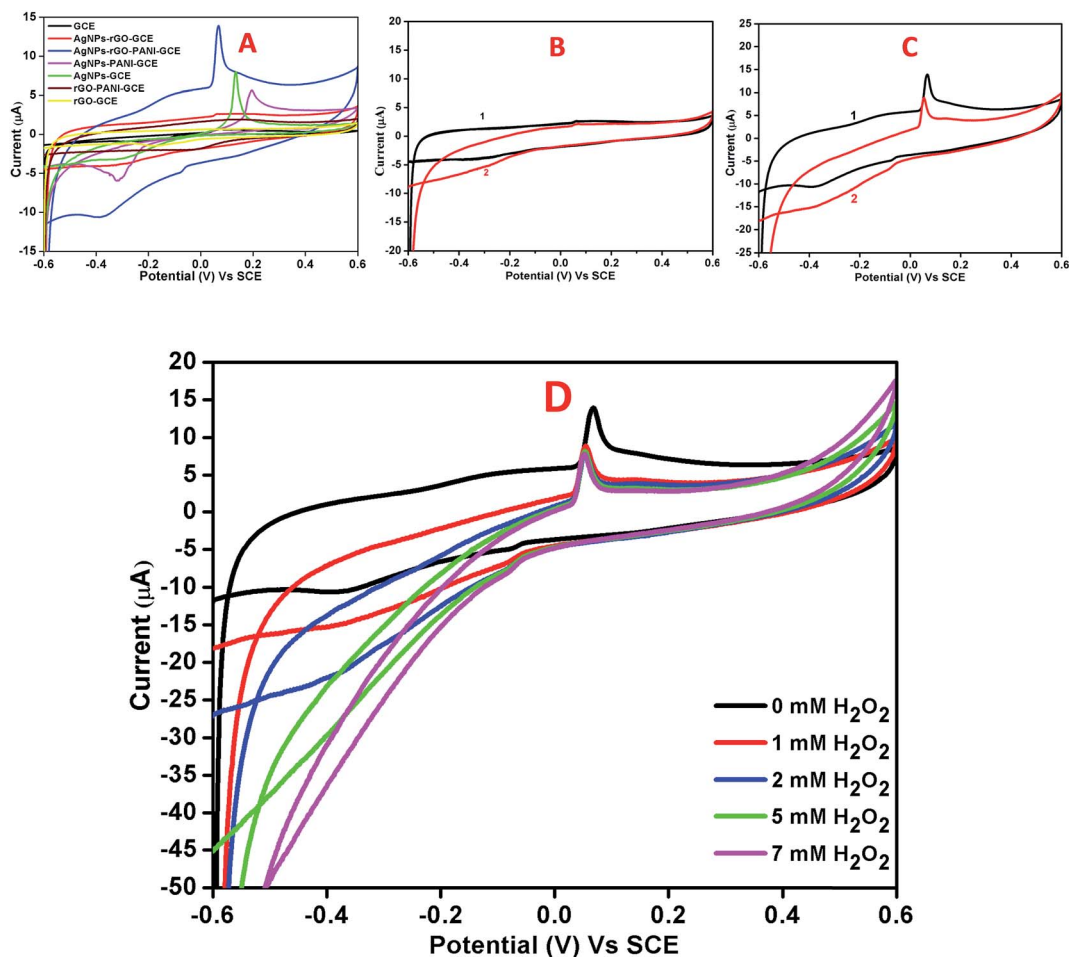 A
GCE
AgNPs-rGO-GCE
AgNPs-rGO-PANI-GCE
AgNPs-PANI-GCE
AgNPs-GCE
rGO-PANI-GCE
rGO-GCE
15
10
5
0
-5
-10
-15
Current (μA)
-0.6 -0.4 -0.2 0.0 0.2 0.4 0.6
Potential (V) Vs SCE
B
1
2
20
15
10
5
0
-5
-10
-15
-20
Current (μA)
-0.6 -0.4 -0.2 0.0 0.2 0.4 0.6
Potential (V) Vs SCE
C
1
2
25
20
15
10
5
0
-5
-10
-15
-20
-25
Current (μA)
-0.6 -0.4 -0.2 0.0 0.2 0.4 0.6
Potential (V) Vs SCE
D
20
15
10
5
0
-5
-10
-15
-20
-25
-30
-35
-40
-45
-50
Current (μA)
0 mM H₂O₂
1 mM H₂O₂
2 mM H₂O₂
5 mM H₂O₂
7 mM H₂O₂
-0.6 -0.4 -0.2 0.0 0.2 0.4 0.6
Potential (V) Vs SCE